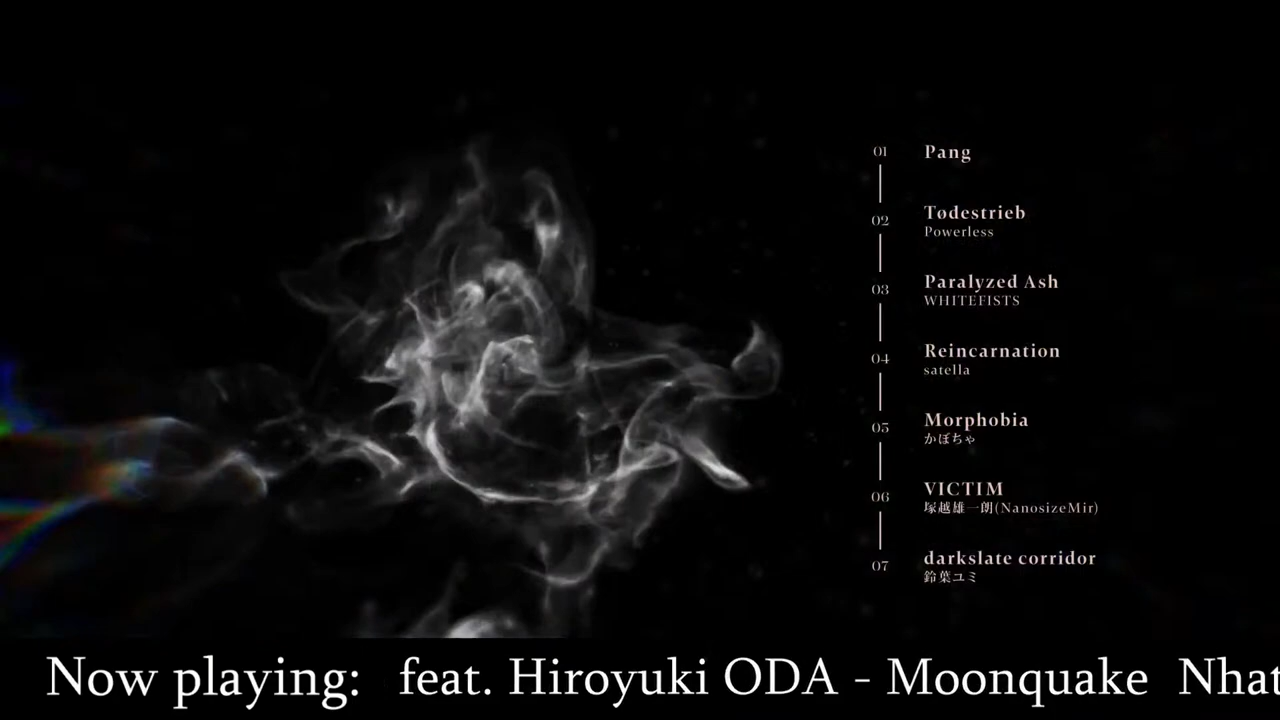 01 Pang
02 Tødestrieb
Powerless
03 Paralyzed Ash
WHITEFISTS
04 Reincarnation
satella
05 Morphobia
かぼちゃ
06 VICTIM
塚越雄一朗(NanosizeMir)
07 darkslate corridor
鈴葉ユミ
Now playing: feat. Hiroyuki ODA - Moonquake Nhat